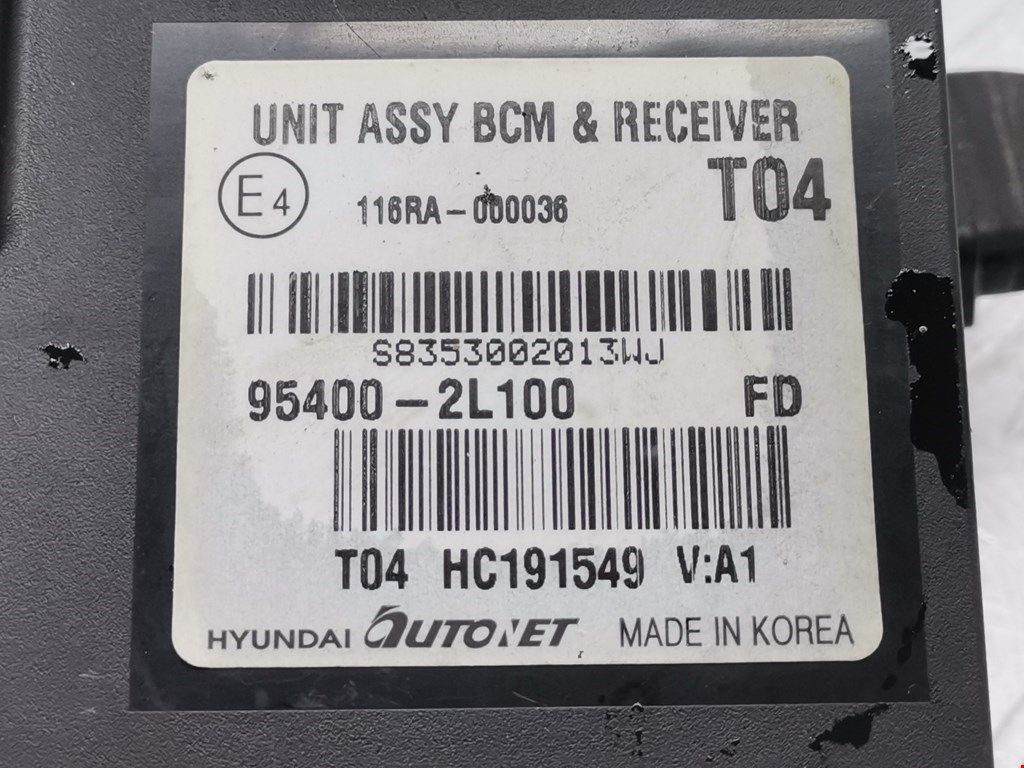 UNIT ASSY BCM & RECEIVER
E4 116RA-000036 T04
S8353002013WJ
95400-2L100 FD
T04 HC191549 V:A1
HYUNDAI AUTONET MADE IN KOREA